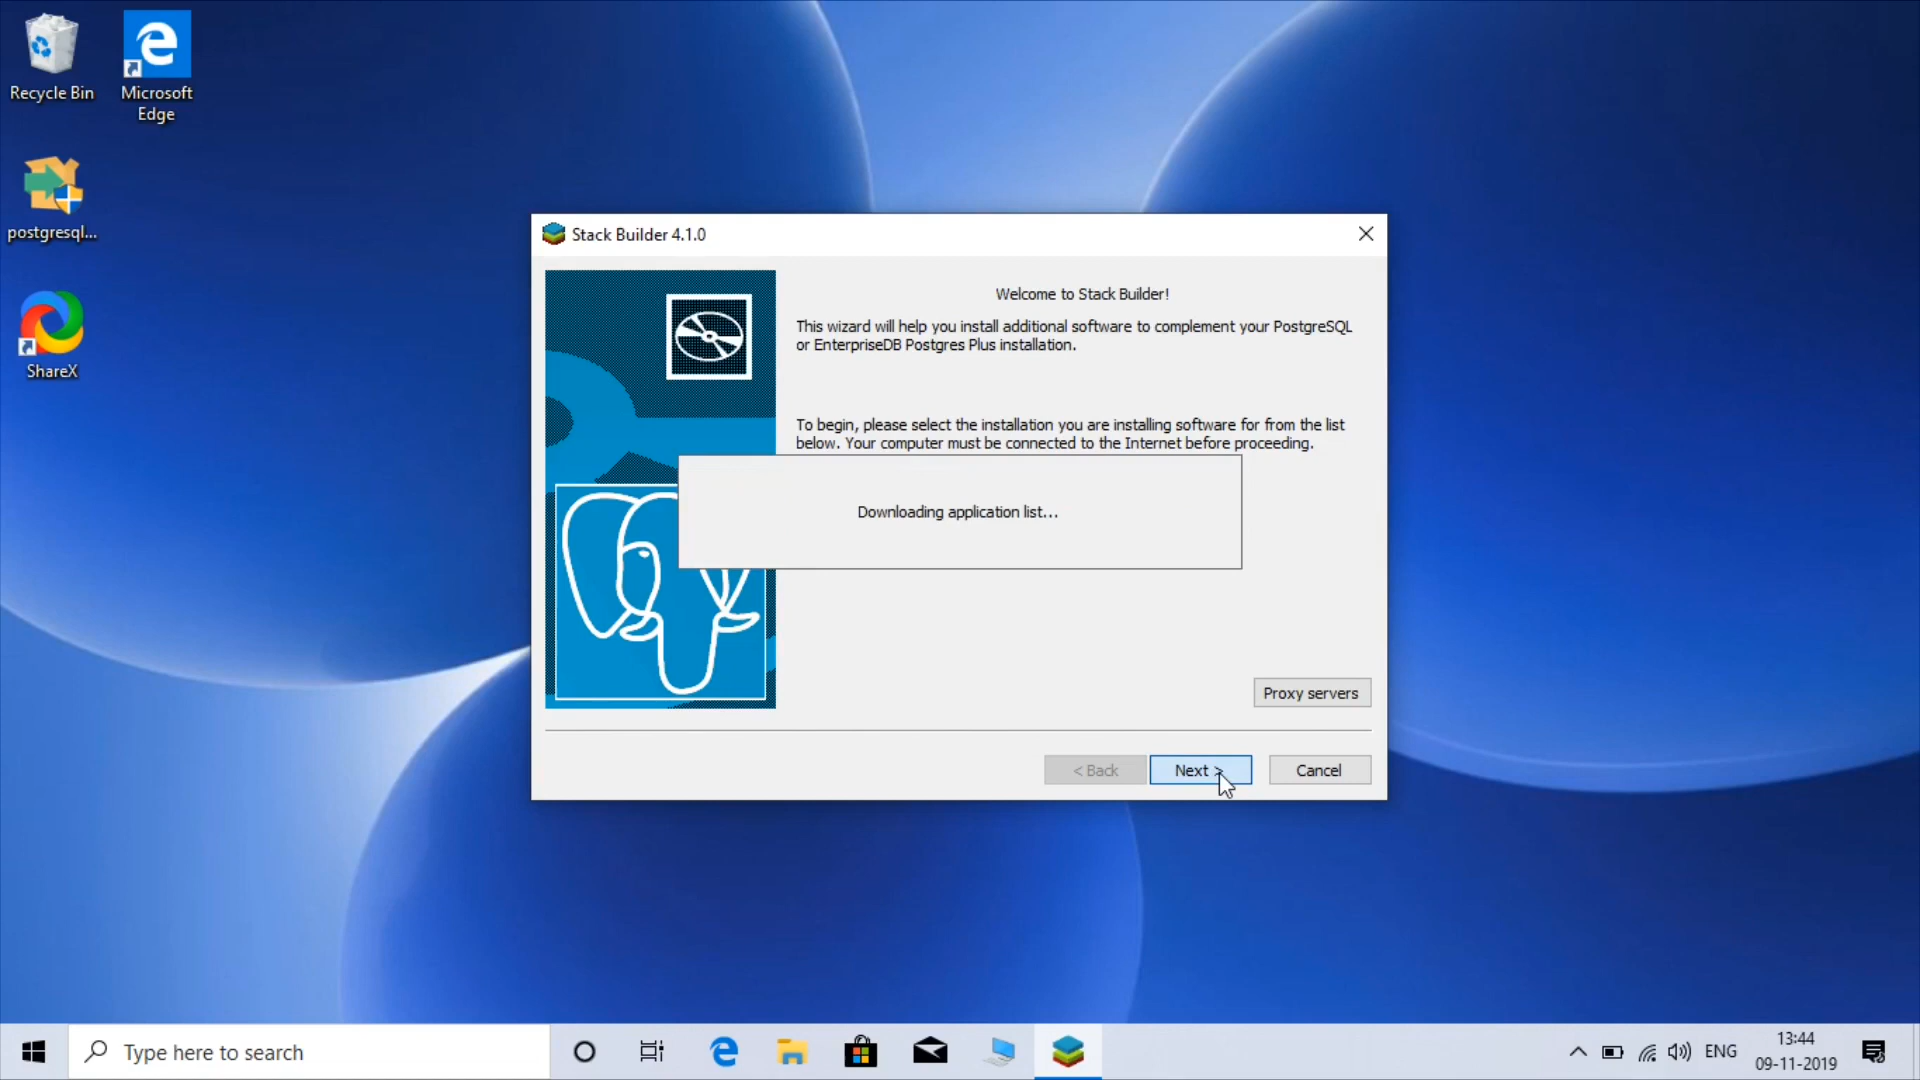 Recycle Bin
Microsoft
Edge
postgresql...
ShareX
Stack Builder 4.1.0
Welcome to Stack Builder!
This wizard will help you install additional software to complement your PostgreSQL
or EnterpriseDB Postgres Plus installation.
To begin, please select the installation you are installing software for from the list
below. Your computer must be connected to the Internet before proceeding.
Downloading application list...
Proxy servers
< Back
Next >
Cancel
Type here to search
ENG
13:44
09-11-2019